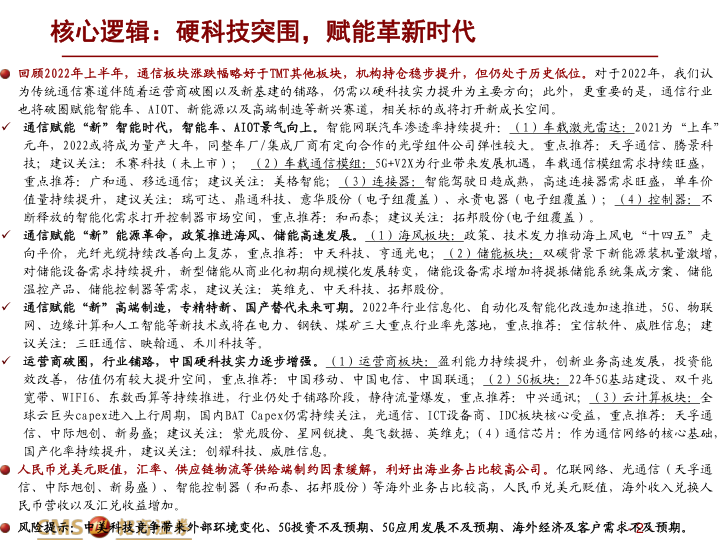 核心逻辑：硬科技突围，赋能革新时代
回顾2022年上半年，通信板块涨跌幅略好于TMT其他板块，机构持仓稳步提升，但仍处于历史低位。对于2022年，我们认
为传统通信赛道伴随着运营商破圈以及新基建的铺路，仍需以硬科技实力提升为主要方向；此外，更重要的是，通信行业
也将破圈赋能智能车、AIOT、新能源以及高端制造等新兴赛道，相关标的或将打开新成长空间。
✓ 通信赋能“新”智能时代，智能车、AIOT景气向上。智能网联汽车渗透率持续提升：（1）车载激光雷达：2021为“上车”
元年，2022或将成为量产大年，同整车厂/集成厂商有定向合作的光学组件公司弹性较大。重点推荐：天孚通信、腾景科
技；建议关注：禾赛科技（未上市）；（2）车载通信模组：5G+V2X为行业带来发展机遇，车载通信模组需求持续旺盛，
重点推荐：广和通、移远通信；建议关注：美格智能；（3）连接器：智能驾驶日趋成熟，高速连接器需求旺盛，单车价
值量持续提升，建议关注：瑞可达、鼎通科技、意华股份（电子组覆盖）、永贵电器（电子组覆盖）；（4）控制器：不
断释放的智能化需求打开控制器市场空间，重点推荐：和而泰；建议关注：拓邦股份(电子组覆盖）。
✓ 通信赋能“新”能源革命，政策推进海风、储能高速发展。（1）海风板块：政策、技术发力推动海上风电“十四五”走
向平价，光纤光缆持续改善向上复苏，重点推荐：中天科技、亨通光电；（2）储能板块：双碳背景下新能源装机量激增，
对储能设备需求持续提升，新型储能从商业化初期向规模化发展转变，储能设备需求增加将提振储能系统集成方案、储能
温控产品、储能控制器等需求，建议关注：英维克、中天科技、拓邦股份。
✓ 通信赋能“新”高端制造，专精特新、国产替代未来可期。2022年行业信息化、自动化及智能化改造加速推进，5G、物联
网、边缘计算和人工智能等新技术或将在电力、钢铁、煤矿三大重点行业率先落地，重点推荐：宝信软件、威胜信息；建
议关注：三旺通信、映翰通、禾川科技等。
✓ 运营商破圈，行业铺路，中国硬科技实力逐步增强。（1）运营商板块：盈利能力持续提升，创新业务高速发展，投资能
效改善，估值仍有较大提升空间，重点推荐：中国移动、中国电信、中国联通；（2）5G板块：22年5G基站建设、双千兆
宽带、WIFI6、东数西算等持续推进，行业仍处于铺路阶段，静待流量爆发，重点推荐：中兴通讯；（3）云计算板块：全
球云巨头capex进入上行周期，国内BAT Capex仍需持续关注，光通信、ICT设备商、IDC板块核心受益，重点推荐：天孚通
信、中际旭创、新易盛；建议关注：紫光股份、星网锐捷、奥飞数据、英维克；（4）通信芯片：作为通信网络的核心基础，
国产化率持续提升，建议关注：创耀科技、威胜信息。
人民币兑美元贬值，汇率、供应链物流等供给端制约因素缓解，利好出海业务占比较高公司。亿联网络、光通信（天孚通
信、中际旭创、新易盛）、智能控制器（和而泰、拓邦股份）等海外业务占比较高，人民币兑美元贬值，海外收入兑换人
民币营收以及汇兑收益增加。
风险提示：中美科技竞争带来外部环境变化、5G投资不及预期、5G应用发展不及预期、海外经济及客户需求不及预期。
CMS 招商证券
- 2 -